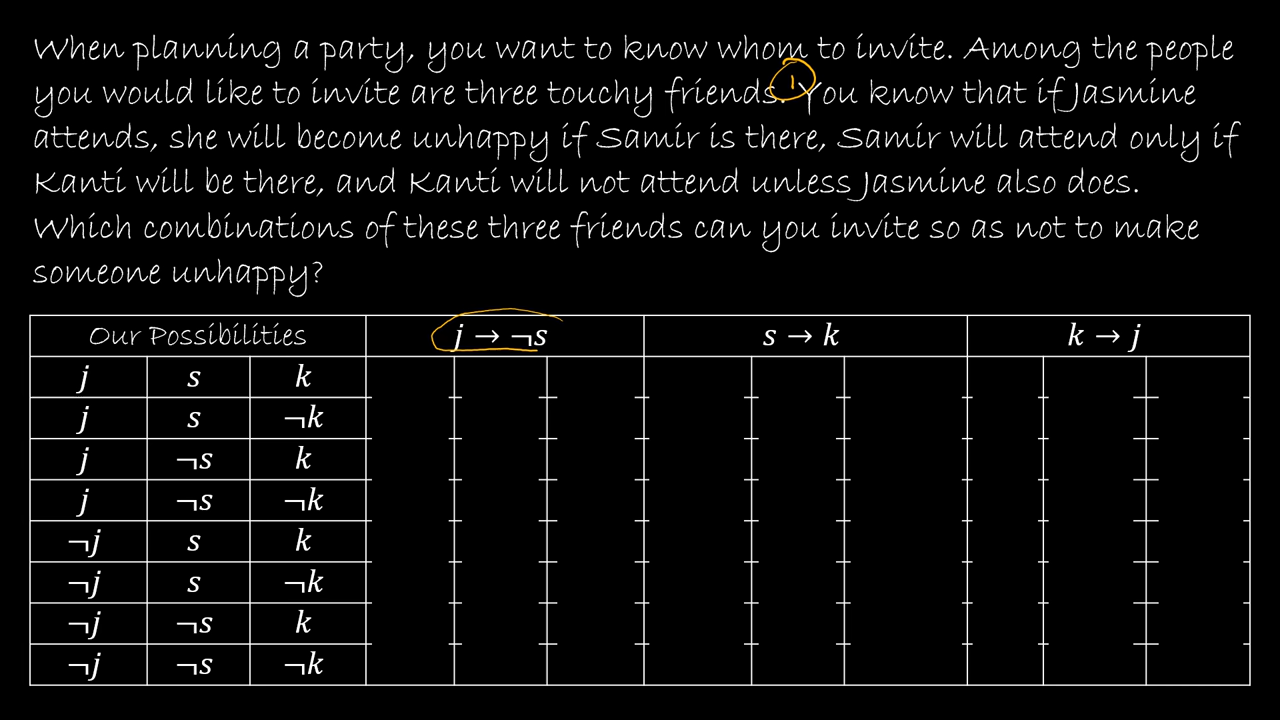 When planning a party, you want to know whom to invite. Among the people
you would like to invite are three touchy friends. You know that if Jasmine
attends, she will become unhappy if Samir is there, Samir will attend only if
Kanti will be there, and Kanti will not attend unless Jasmine also does.
Which combinations of these three friends can you invite so as not to make
someone unhappy?
1
Our Possibilities j → ¬s s → k k → j
j s k
j s ¬k
j ¬s k
j ¬s ¬k
¬j s k
¬j s ¬k
¬j ¬s k
¬j ¬s ¬k